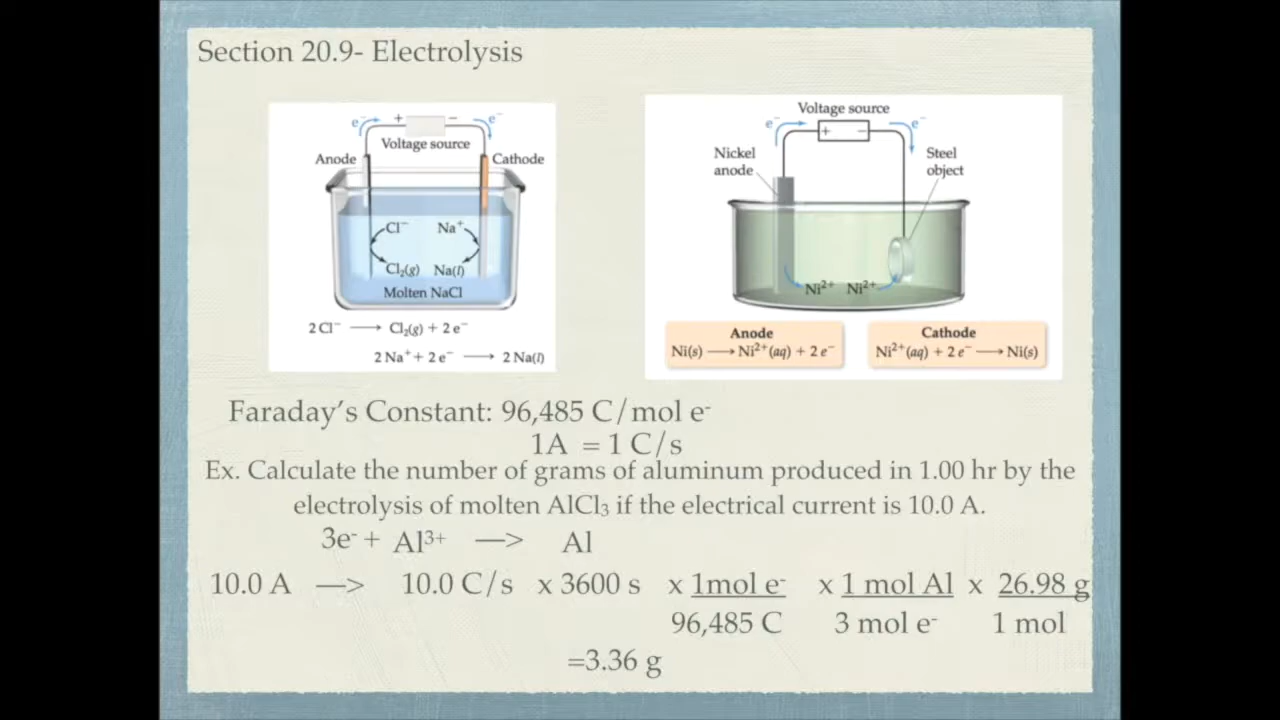 Section 20.9- Electrolysis
e⁻ + − e⁻
Voltage source
Anode Cathode
Cl⁻ Na⁺
Cl₂(g) Na(l)
Molten NaCl
2 Cl⁻ ⟶ Cl₂(g) + 2 e⁻
2 Na⁺ + 2 e⁻ ⟶ 2 Na(l)
Voltage source
e⁻ + − e⁻
Nickel
anode
Steel
object
Ni²⁺ Ni²⁺
Anode
Ni(s) ⟶ Ni²⁺(aq) + 2 e⁻
Cathode
Ni²⁺(aq) + 2 e⁻ ⟶ Ni(s)
Faraday's Constant: 96,485 C/mol e⁻
1A = 1 C/s
Ex. Calculate the number of grams of aluminum produced in 1.00 hr by the
electrolysis of molten AlCl₃ if the electrical current is 10.0 A.
3e⁻ + Al³⁺ —> Al
10.0 A —> 10.0 C/s x 3600 s x 1mol e⁻ x 1 mol Al x 26.98 g
96,485 C 3 mol e⁻ 1 mol
=3.36 g